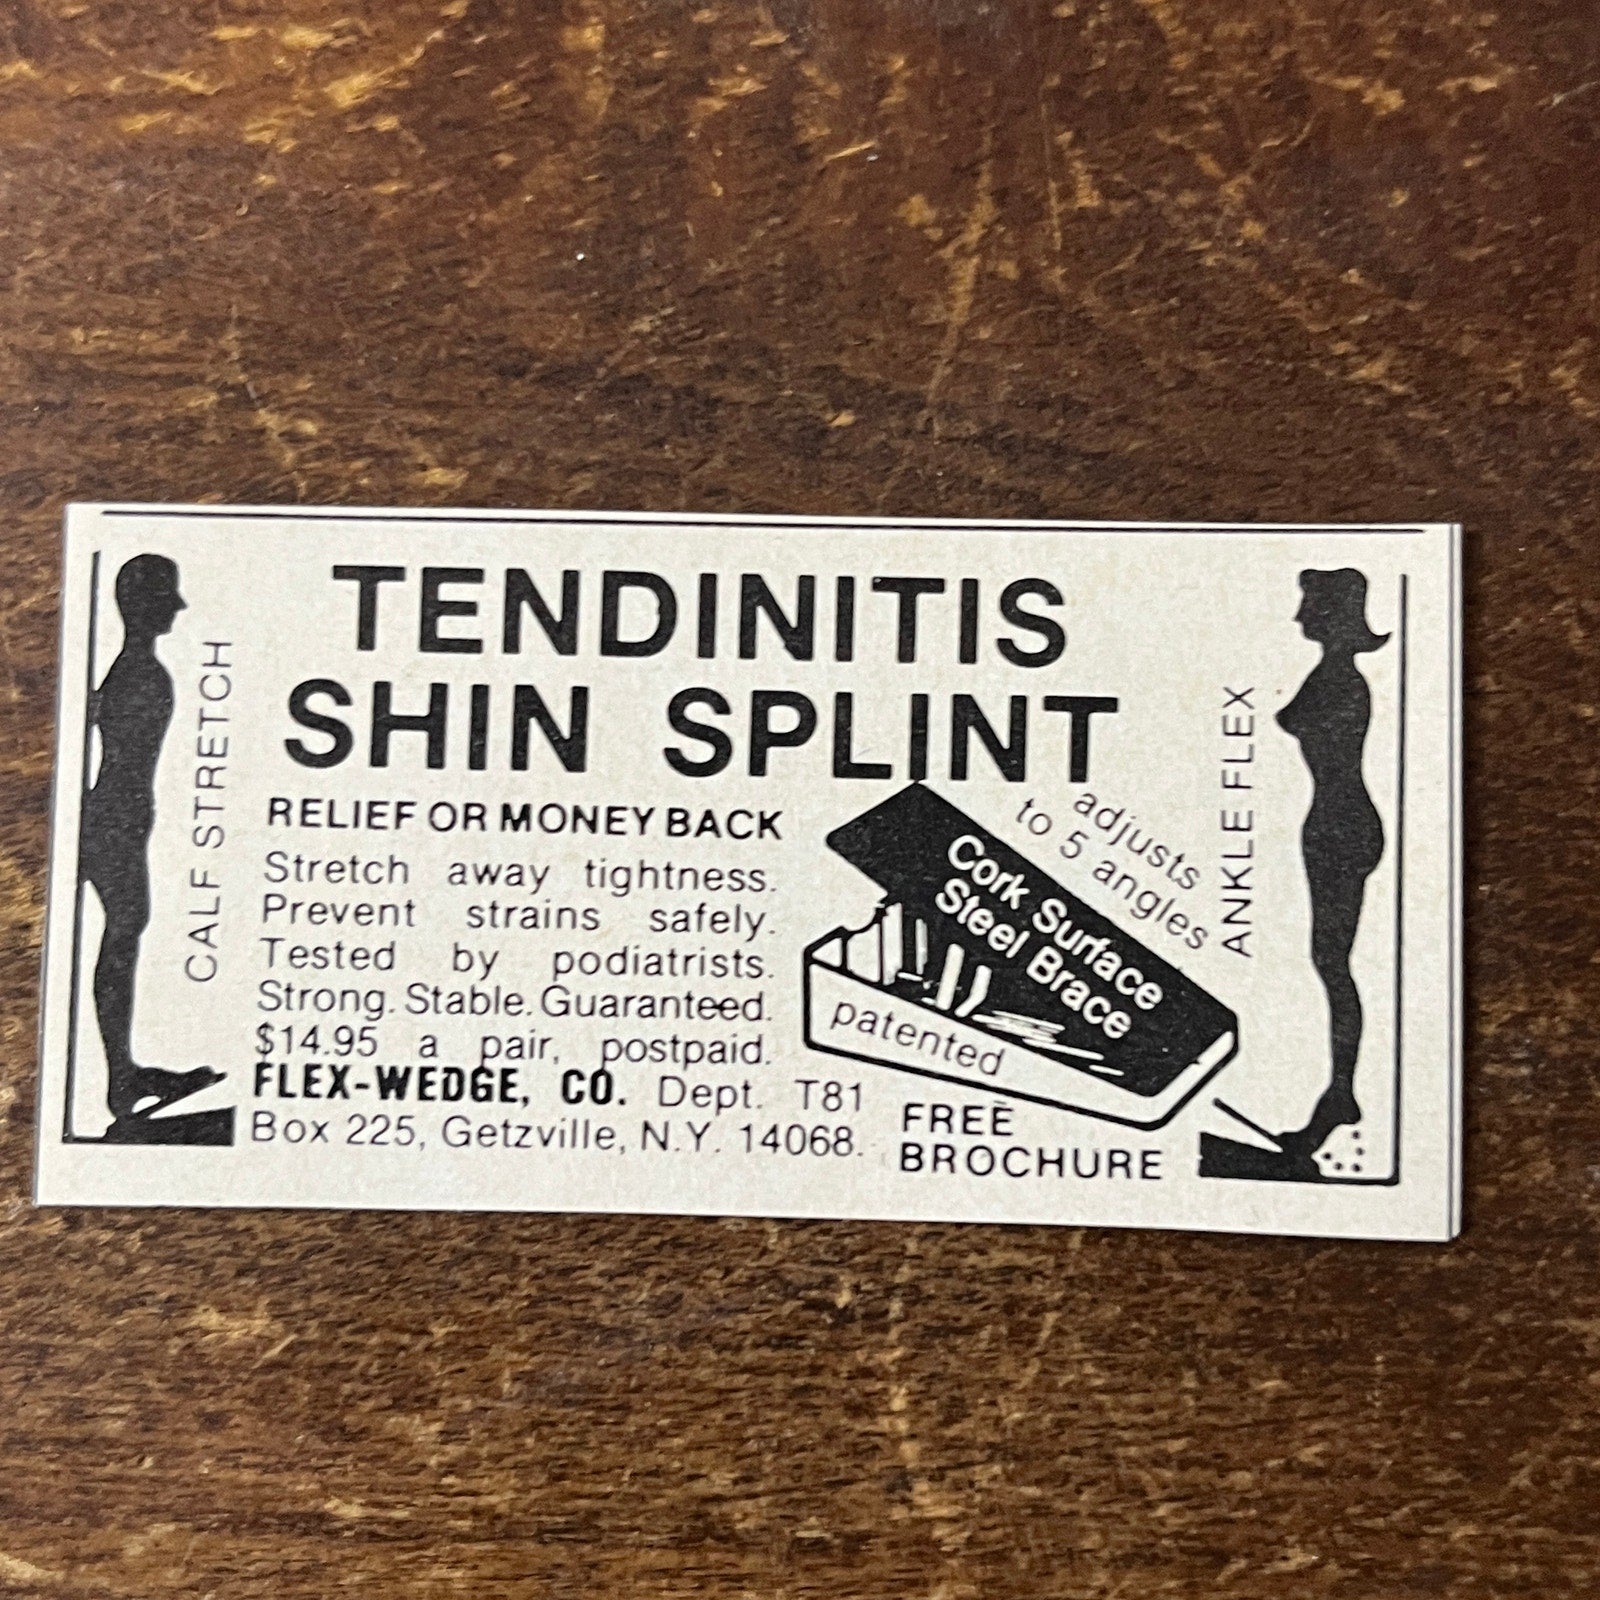 TENDINITIS
SHIN SPLINT
RELIEF OR MONEY BACK
Stretch away tightness.
Prevent strains safely.
Tested by podiatrists.
Strong. Stable. Guaranteed.
$14.95 a pair, postpaid.
FLEX-WEDGE, CO. Dept. T81
Box 225, Getzville, N.Y. 14068.
CALF STRETCH
adjusts
to 5 angles
Cork Surface
Steel Brace
patented
FREE
BROCHURE
ANKLE FLEX